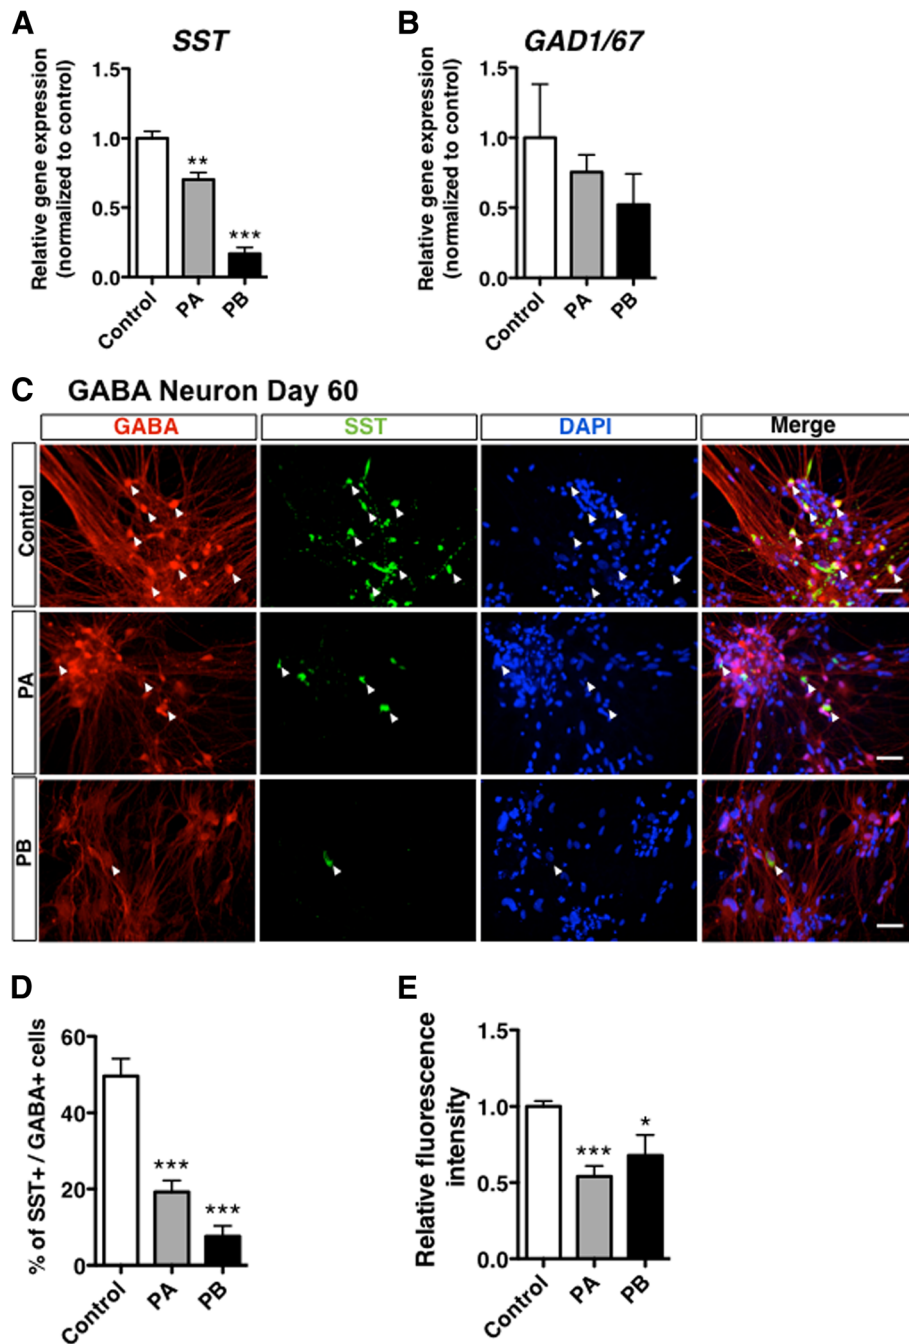 A
SST
Relative gene expression
(normalized to control)
1.5
1.0
0.5
0.0
**
***
Control
PA
PB
B
GAD1/67
Relative gene expression
(normalized to control)
1.5
1.0
0.5
0.0
Control
PA
PB
C GABA Neuron Day 60
GABA
SST
DAPI
Merge
Control
PA
PB
D
% of SST+ / GABA+ cells
60
40
20
0
***
***
Control
PA
PB
E
Relative fluorescence
intensity
1.5
1.0
0.5
0.0
***
*
Control
PA
PB